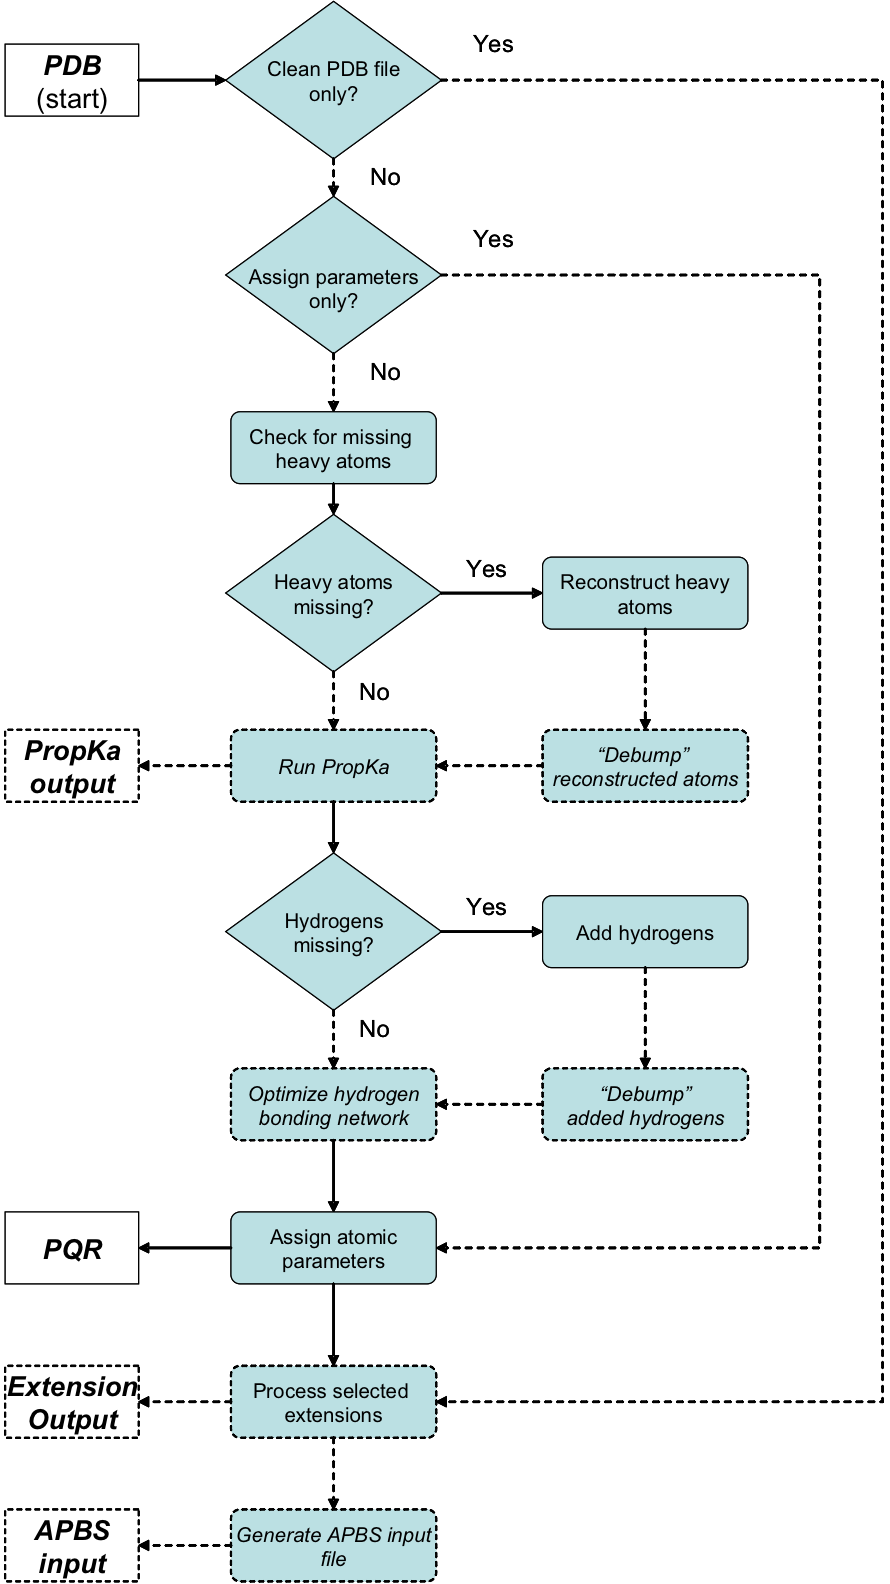 PDB
(start)
Clean PDB file
only?
Yes
No
Assign parameters
only?
Yes
No
Check for missing
heavy atoms
Heavy atoms
missing?
Yes
Reconstruct heavy
atoms
No
PropKa
output
Run PropKa
“Debump”
reconstructed atoms
Hydrogens
missing?
Yes
Add hydrogens
No
Optimize hydrogen
bonding network
“Debump”
added hydrogens
PQR
Assign atomic
parameters
Extension
Output
Process selected
extensions
APBS
input
Generate APBS input
file